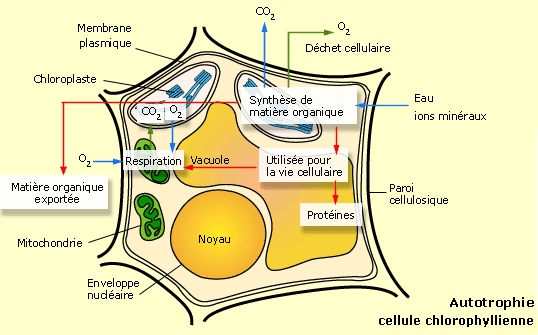 CO2
O2
Déchet cellulaire
Membrane
plasmique
Chloroplaste
CO2
O2
Synthèse de
matière organique
Eau
ions minéraux
O2
Respiration
Vacuole
Utilisée pour
la vie cellulaire
Matière organique
exportée
Paroi
cellulosique
Protéines
Mitochondrie
Noyau
Enveloppe
nucléaire
Autotrophie
cellule chlorophyllienne